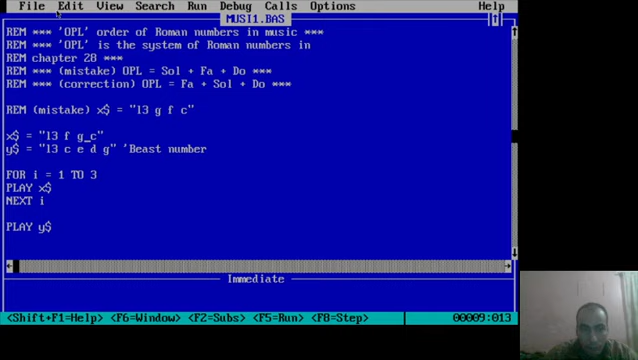 File Edit View Search Run Debug Calls Options Help
MUSI1.BAS
REM *** 'OPL' order of Roman numbers in music ***
REM *** 'OPL' is the system of Roman numbers in
REM chapter 28 ***
REM *** (mistake) OPL = Sol + Fa + Do ***
REM *** (correction) OPL = Fa + Sol + Do ***
REM (mistake) x$ = "l3 g f c"
x$ = "l3 f g c"
y$ = "l3 c e d g" 'Beast number
FOR i = 1 TO 3
PLAY x$
NEXT i
PLAY y$
Immediate
<Shift+F1=Help> <F6=Window> <F2=Subs> <F5=Run> <F8=Step> 00009:013